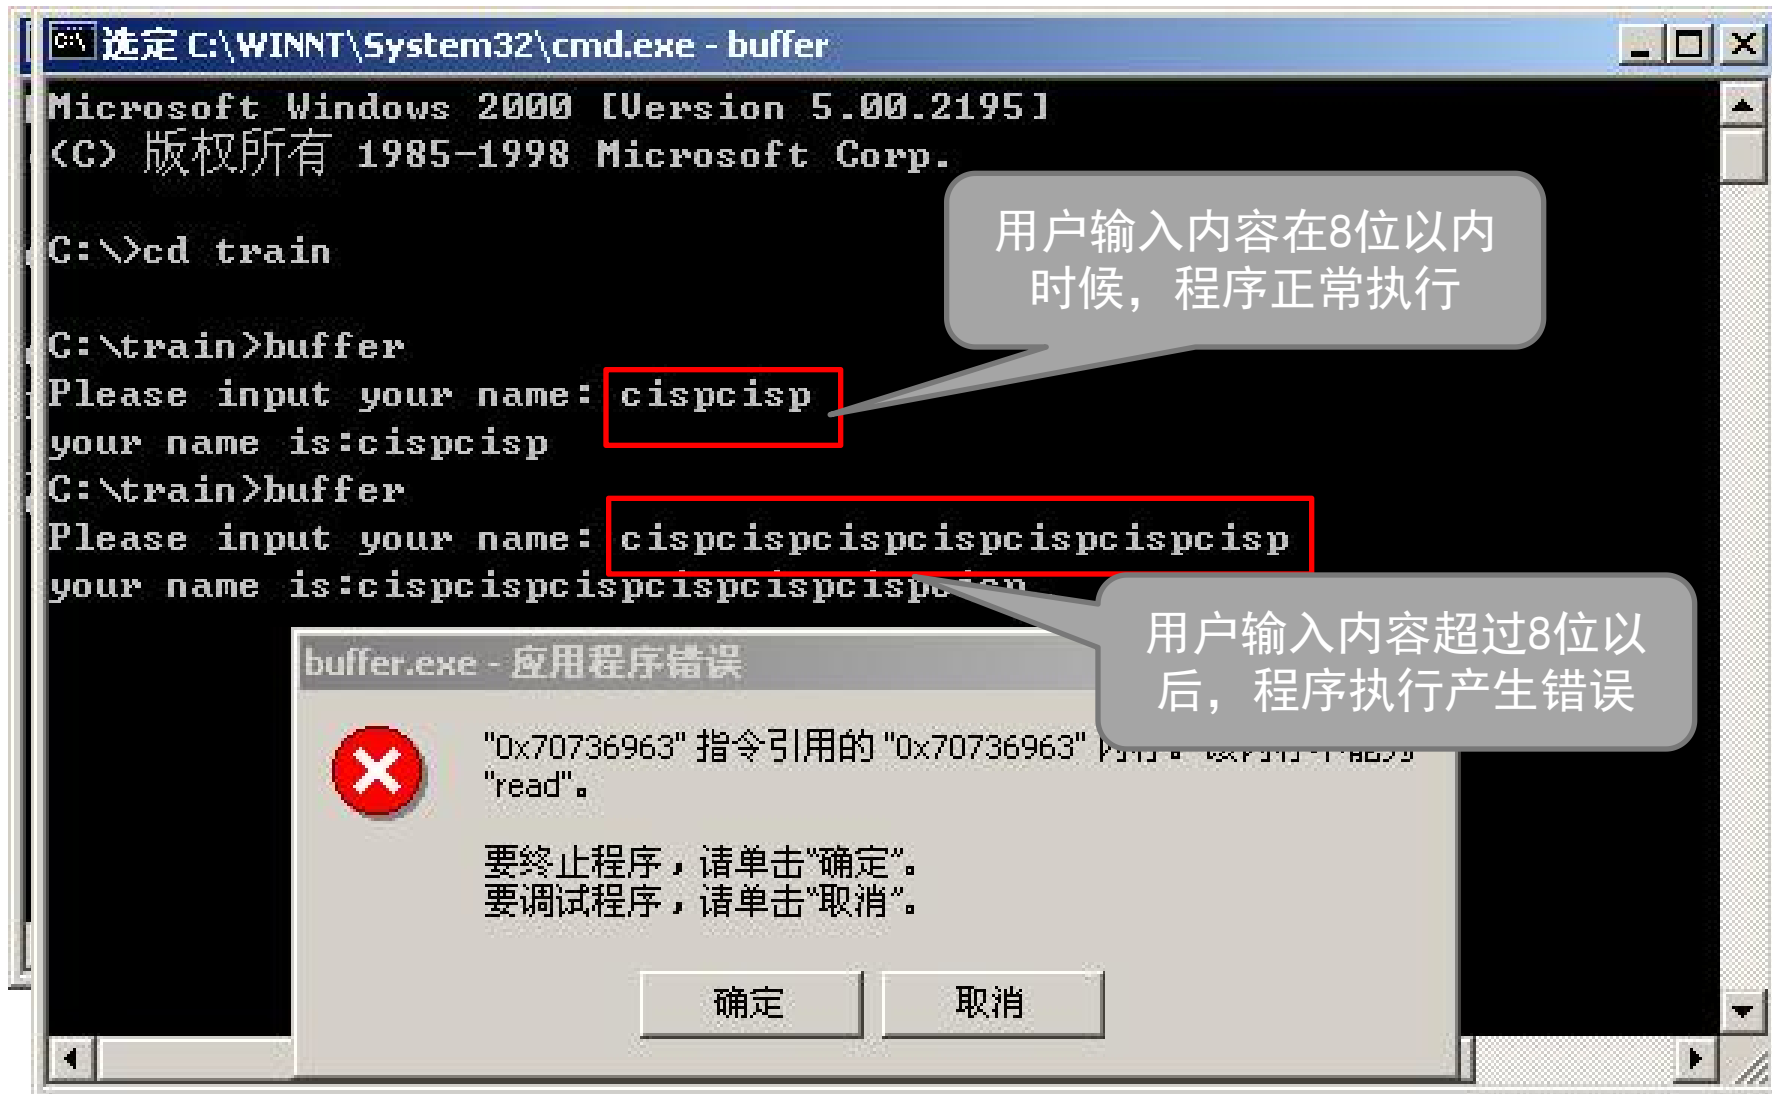 选定 C:\WINNT\System32\cmd.exe - buffer
Microsoft Windows 2000 [Version 5.00.2195]
(C) 版权所有 1985-1998 Microsoft Corp.
用户输入内容在8位以内
时候，程序正常执行
C:\>cd train
C:\train>buffer
Please input your name: cispcisp
your name is:cispcisp
C:\train>buffer
Please input your name: cispcispcispcispcispcispcisp
your name is:cispcispcispcispcispcispcisp
用户输入内容超过8位以
后，程序执行产生错误
buffer.exe - 应用程序错误
"0x70736963" 指令引用的 "0x70736963"
"read"。
要终止程序，请单击"确定"。
要调试程序，请单击"取消"。
确定 取消